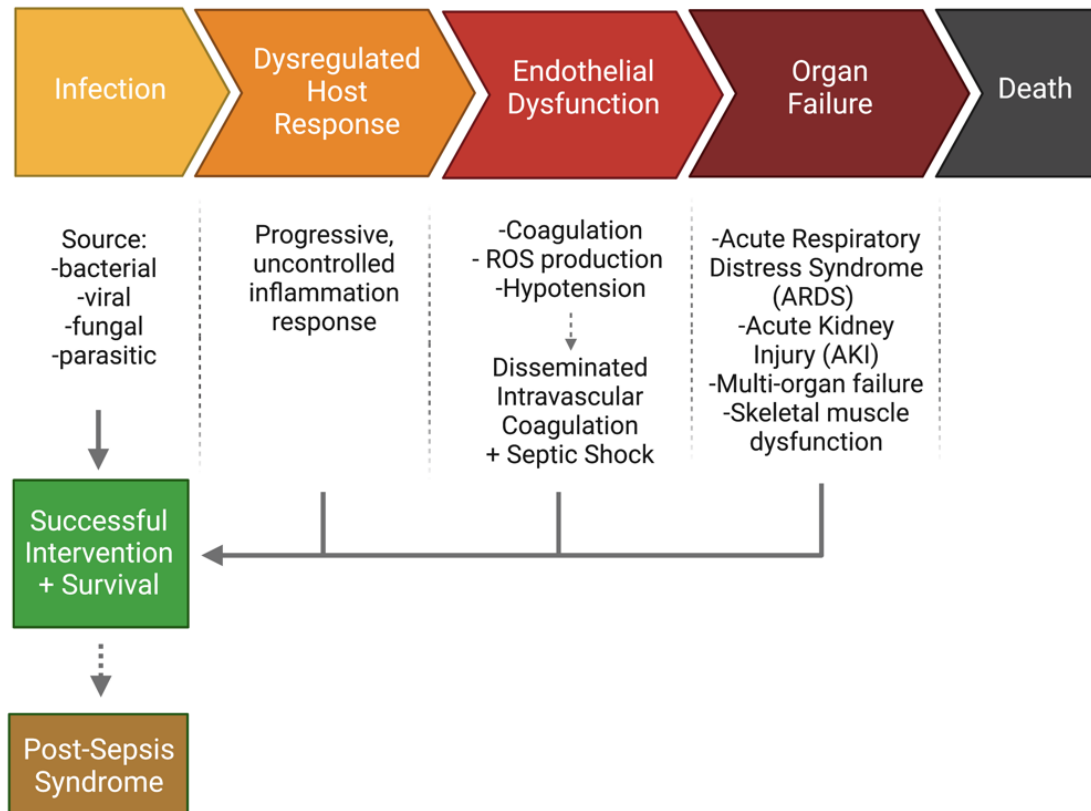 Infection
Dysregulated
Host
Response
Endothelial
Dysfunction
Organ
Failure
Death
Source:
-bacterial
-viral
-fungal
-parasitic
Progressive,
uncontrolled
inflammation
response
-Coagulation
- ROS production
-Hypotension
Disseminated
Intravascular
Coagulation
+ Septic Shock
-Acute Respiratory
Distress Syndrome
(ARDS)
-Acute Kidney
Injury (AKI)
-Multi-organ failure
-Skeletal muscle
dysfunction
Successful
Intervention
+ Survival
Post-Sepsis
Syndrome